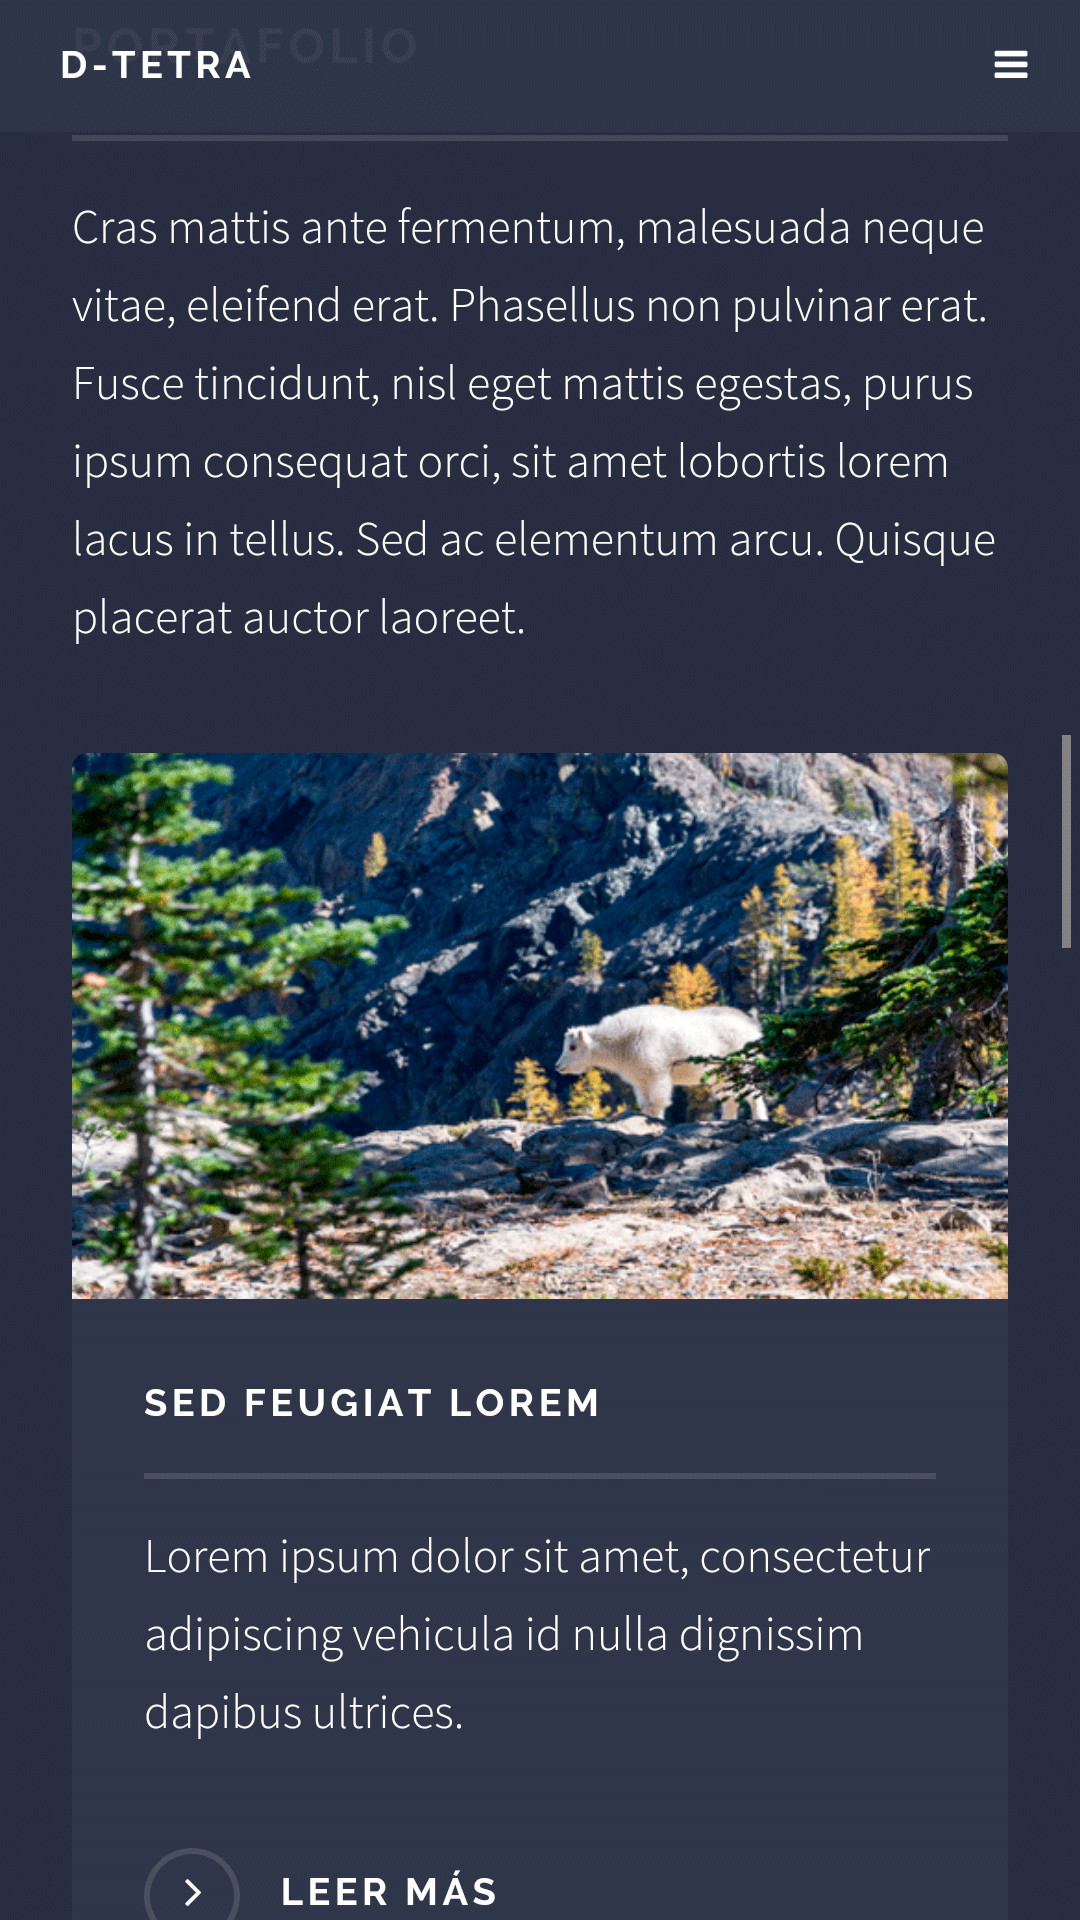 PORTAFOLIO
D-TETRA
Cras mattis ante fermentum, malesuada neque
vitae, eleifend erat. Phasellus non pulvinar erat.
Fusce tincidunt, nisl eget mattis egestas, purus
ipsum consequat orci, sit amet lobortis lorem
lacus in tellus. Sed ac elementum arcu. Quisque
placerat auctor laoreet.
SED FEUGIAT LOREM
Lorem ipsum dolor sit amet, consectetur
adipiscing vehicula id nulla dignissim
dapibus ultrices.
LEER MÁS